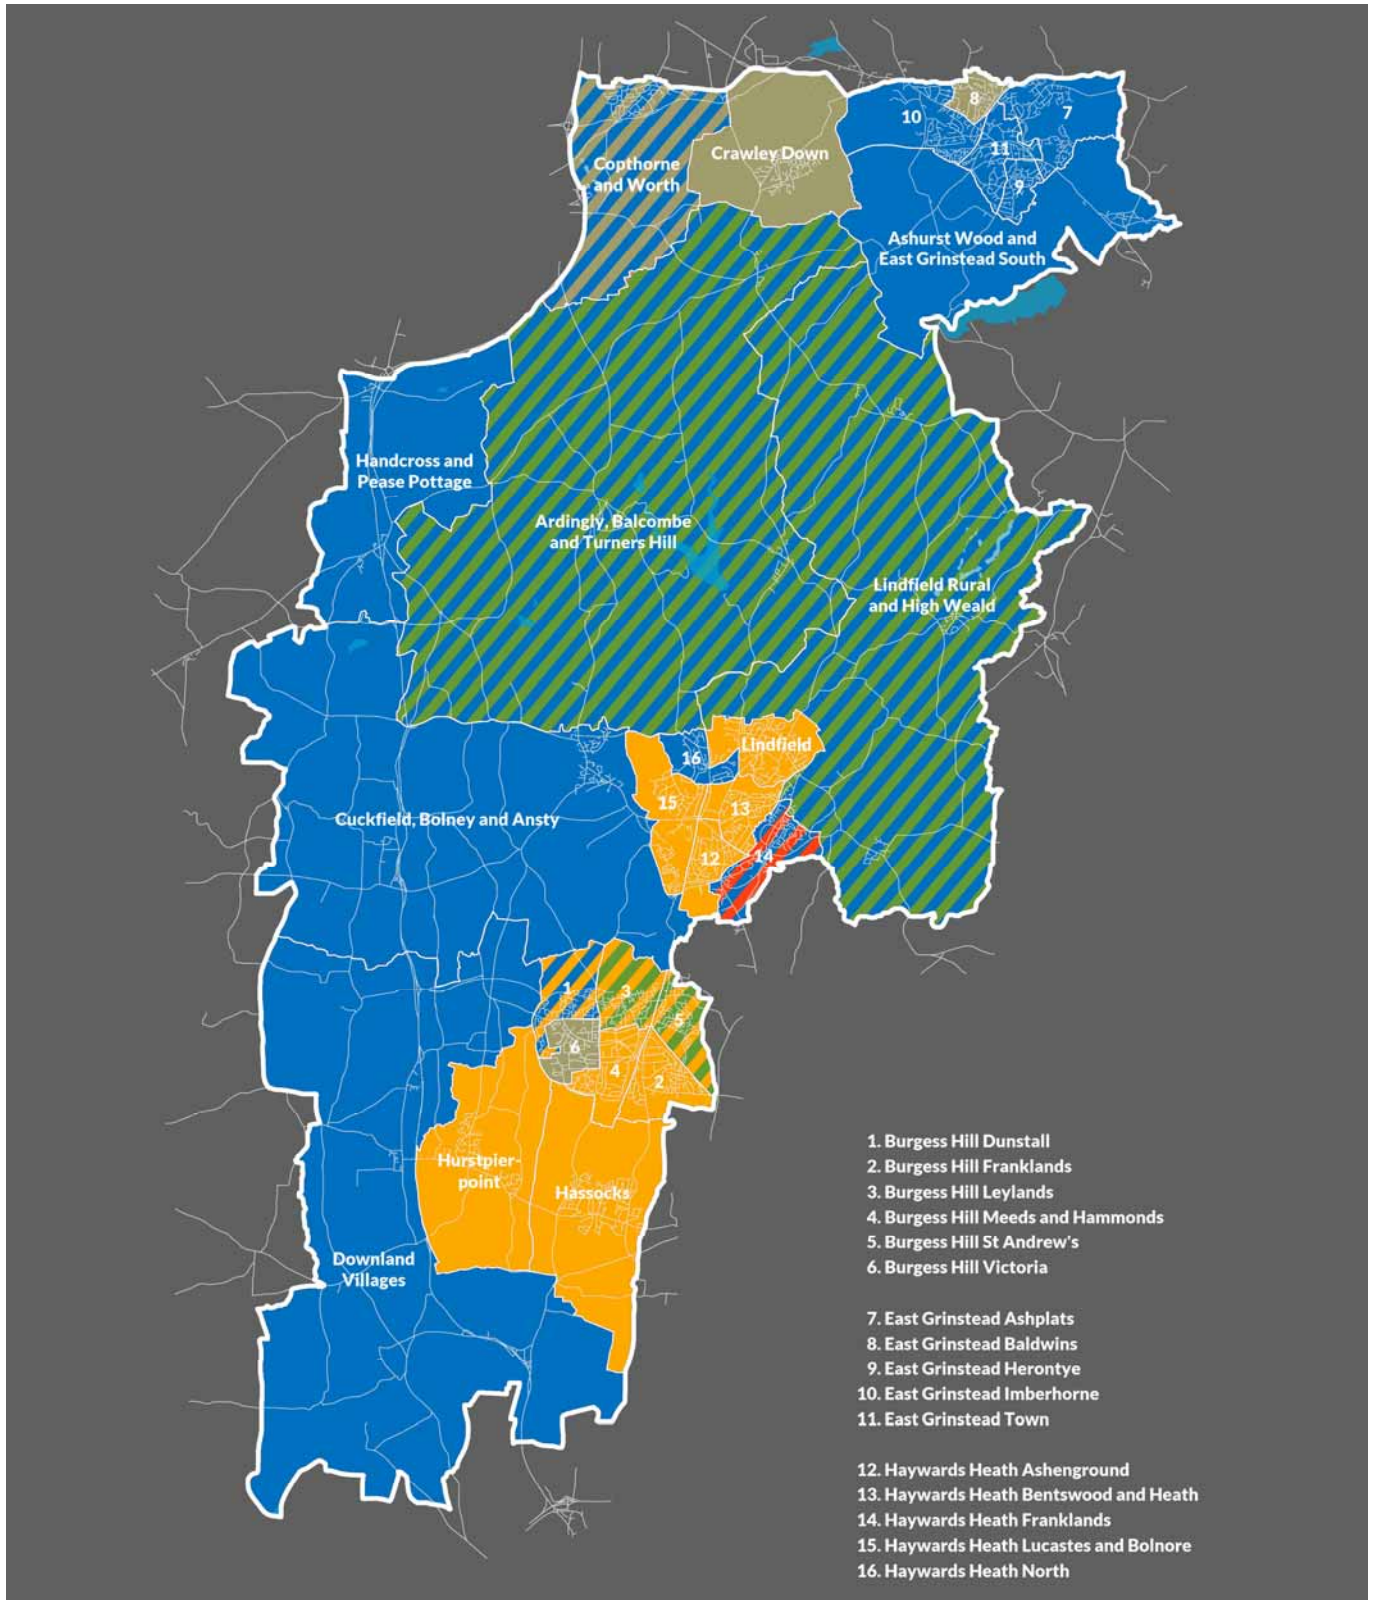 8
7
10
Copthorne
and Worth
Crawley Down
11
9
Ashurst Wood and
East Grinstead South
Handcross and
Pease Pottage
Ardingly, Balcombe
and Turners Hill
Lindfield Rural
and High Weald
16
Lindfield
15
13
Cuckfield, Bolney and Ansty
12
14
1
3
5
6
4
2
Hurstpier-
point
Hassocks
Downland
Villages
1. Burgess Hill Dunstall
2. Burgess Hill Franklands
3. Burgess Hill Leylands
4. Burgess Hill Meeds and Hammonds
5. Burgess Hill St Andrew's
6. Burgess Hill Victoria
7. East Grinstead Ashplats
8. East Grinstead Baldwins
9. East Grinstead Herontye
10. East Grinstead Imberhorne
11. East Grinstead Town
12. Haywards Heath Ashenground
13. Haywards Heath Bentswood and Heath
14. Haywards Heath Franklands
15. Haywards Heath Lucastes and Bolnore
16. Haywards Heath North